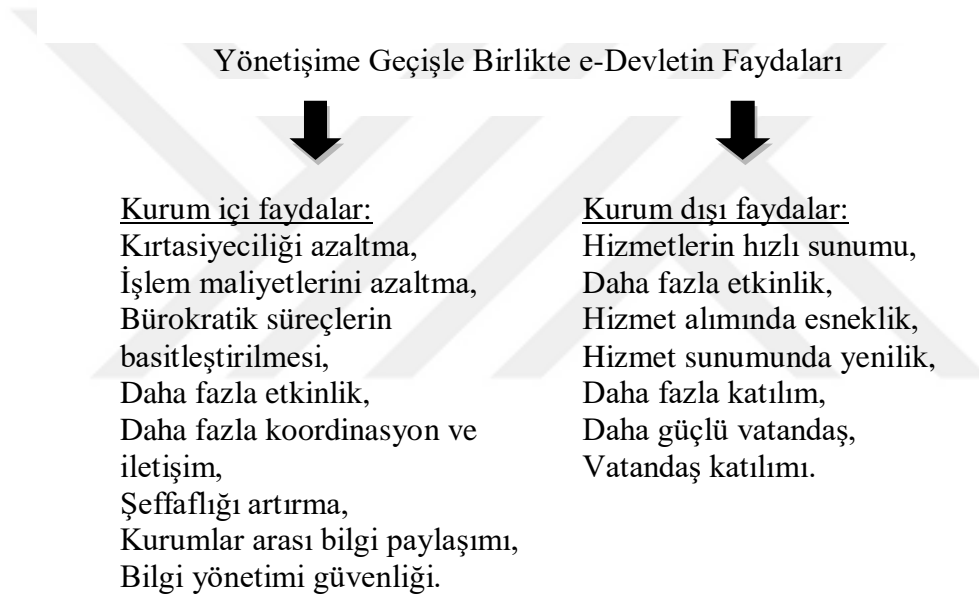 Yönetişime Geçişle Birlikte e-Devletin Faydaları
Kurum içi faydalar:
Kırtasiyeciliği azaltma,
İşlem maliyetlerini azaltma,
Bürokratik süreçlerin
basitleştirilmesi,
Daha fazla etkinlik,
Daha fazla koordinasyon ve
iletişim,
Şeffaflığı artırma,
Kurumlar arası bilgi paylaşımı,
Bilgi yönetimi güvenliği.
Kurum dışı faydalar:
Hizmetlerin hızlı sunumu,
Daha fazla etkinlik,
Hizmet alımında esneklik,
Hizmet sunumunda yenilik,
Daha fazla katılım,
Daha güçlü vatandaş,
Vatandaş katılımı.